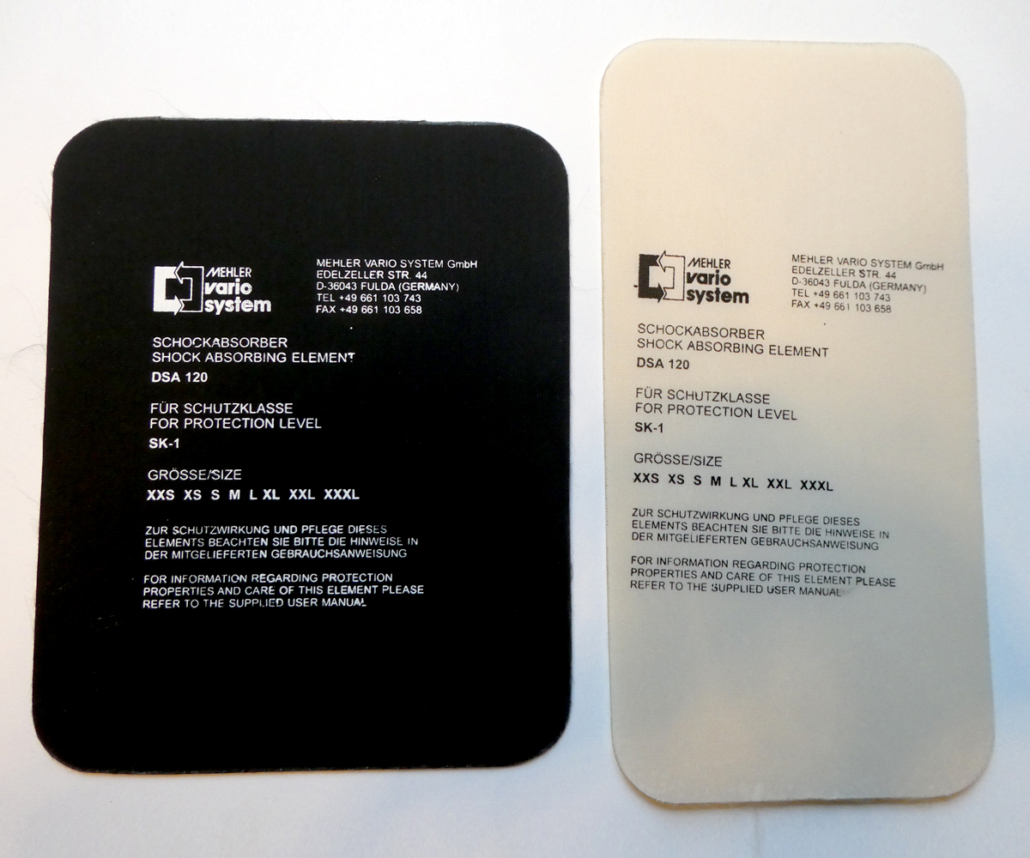 MEHLER
vario
system
MEHLER VARIO SYSTEM GmbH
EDELZELLER STR. 44
D-36043 FULDA (GERMANY)
TEL +49 661 103 743
FAX +49 661 103 658
SCHOCKABSORBER
SHOCK ABSORBING ELEMENT
DSA 120
FÜR SCHUTZKLASSE
FOR PROTECTION LEVEL
SK-1
GRÖSSE/SIZE
XXS XS S M L XL XXL XXXL
ZUR SCHUTZWIRKUNG UND PFLEGE DIESES
ELEMENTS BEACHTEN SIE BITTE DIE HINWEISE IN
DER MITGELIEFERTEN GEBRAUCHSANWEISUNG
FOR INFORMATION REGARDING PROTECTION
PROPERTIES AND CARE OF THIS ELEMENT PLEASE
REFER TO THE SUPPLIED USER MANUAL
MEHLER
vario
system
MEHLER VARIO SYSTEM GmbH
EDELZELLER STR. 44
D-36043 FULDA (GERMANY)
TEL +49 661 103 743
FAX +49 661 103 658
SCHOCKABSORBER
SHOCK ABSORBING ELEMENT
DSA 120
FÜR SCHUTZKLASSE
FOR PROTECTION LEVEL
SK-1
GRÖSSE/SIZE
XXS XS S M L XL XXL XXXL
ZUR SCHUTZWIRKUNG UND PFLEGE DIESES
ELEMENTS BEACHTEN SIE BITTE DIE HINWEISE IN
DER MITGELIEFERTEN GEBRAUCHSANWEISUNG
FOR INFORMATION REGARDING PROTECTION
PROPERTIES AND CARE OF THIS ELEMENT PLEASE
REFER TO THE SUPPLIED USER MANUAL